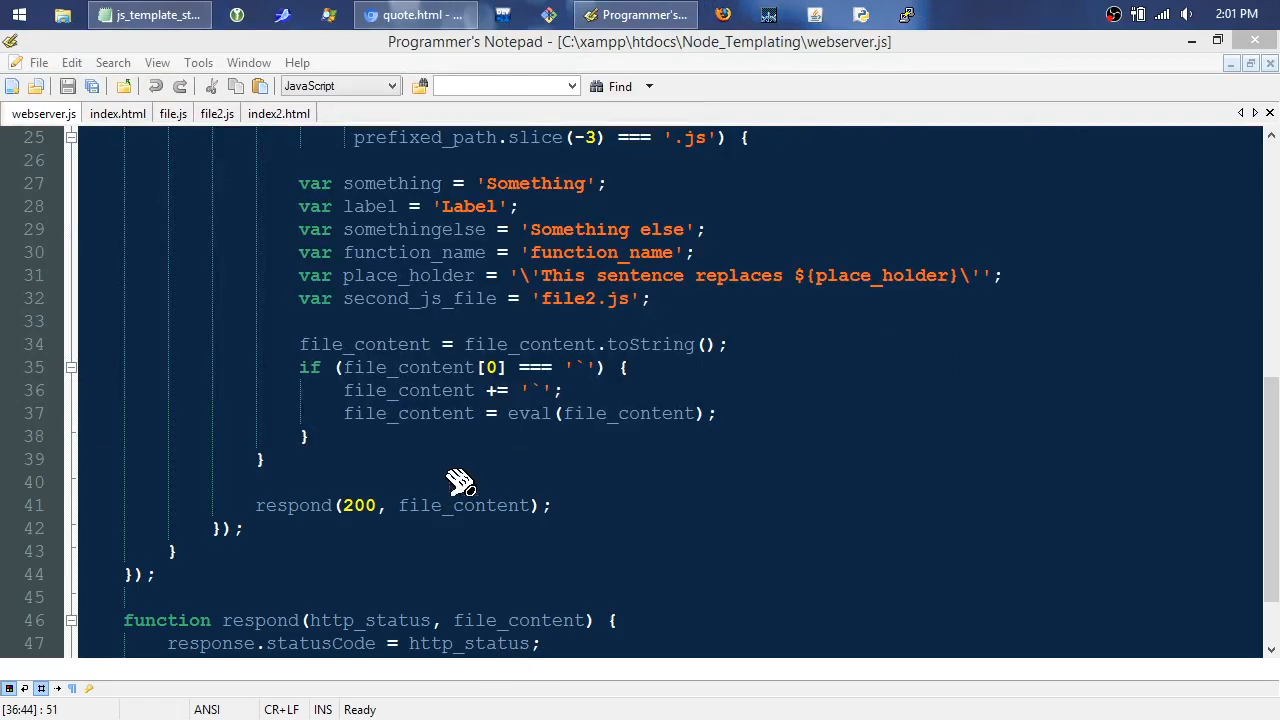 js_template_st...
quote.html - ...
DEV
Programmer's...
2:01 PM
Programmer's Notepad - [C:\xampp\htdocs\Node_Templating\webserver.js]
File Edit Search View Tools Window Help
JavaScript Find
webserver.js index.html file.js file2.js index2.html
25 prefixed_path.slice(-3) === '.js') {
26
27 var something = 'Something';
28 var label = 'Label';
29 var somethingelse = 'Something else';
30 var function_name = 'function_name';
31 var place_holder = '\'This sentence replaces ${place_holder}\'';
32 var second_js_file = 'file2.js';
33
34 file_content = file_content.toString();
35 if (file_content[0] === '`') {
36 file_content += '`';
37 file_content = eval(file_content);
38 }
39 }
40
41 respond(200, file_content);
42 });
43 }
44 });
45
46 function respond(http_status, file_content) {
47 response.statusCode = http_status;
[36:44] : 51 ANSI CR+LF INS Ready